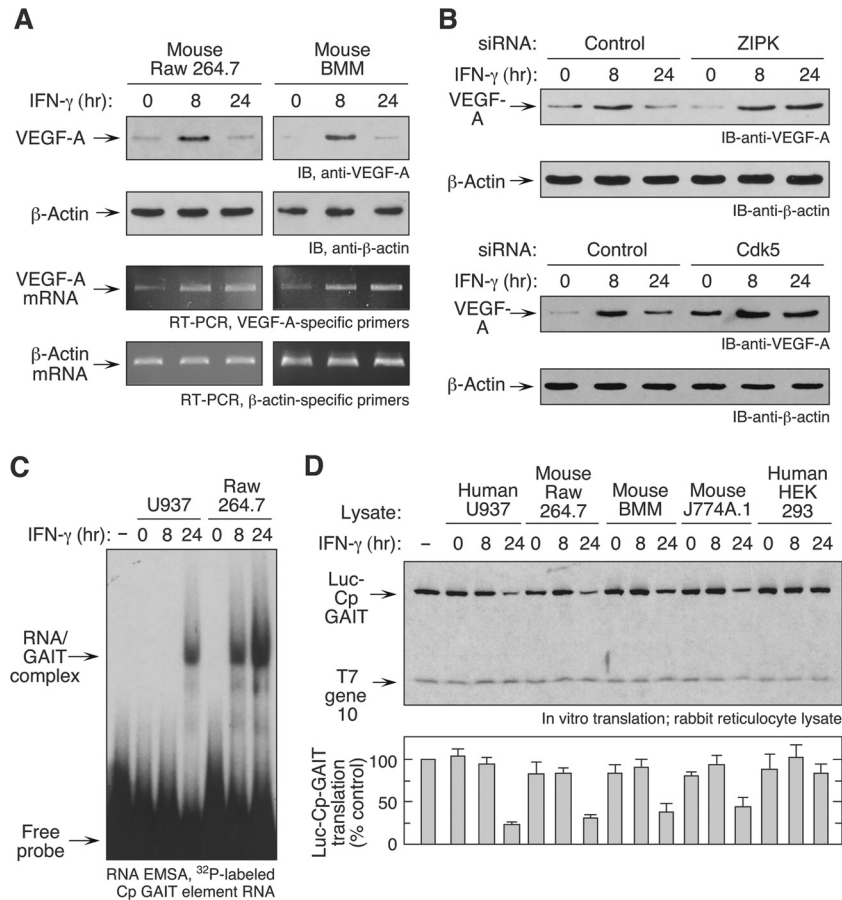 A
Mouse
Raw 264.7
Mouse
BMM
IFN-γ (hr): 0 8 24 0 8 24
VEGF-A
IB, anti-VEGF-A
β-Actin
IB, anti-β-actin
VEGF-A
mRNA
RT-PCR, VEGF-A-specific primers
β-Actin
mRNA
RT-PCR, β-actin-specific primers
B
siRNA: Control ZIPK
IFN-γ (hr): 0 8 24 0 8 24
VEGF-
A
IB-anti-VEGF-A
β-Actin
IB-anti-β-actin
siRNA: Control Cdk5
IFN-γ (hr): 0 8 24 0 8 24
VEGF-
A
IB-anti-VEGF-A
β-Actin
IB-anti-β-actin
C
U937
Raw
264.7
IFN-γ (hr): – 0 8 24 0 8 24
RNA/
GAIT
complex
Free
probe
RNA EMSA, ³²P-labeled
Cp GAIT element RNA
D
Lysate:
Human
U937
Mouse
Raw
264.7
Mouse
BMM
Mouse
J774A.1
Human
HEK
293
IFN-γ (hr): – 0 8 24 0 8 24 0 8 24 0 8 24 0 8 24
Luc-
Cp
GAIT
T7
gene
10
In vitro translation; rabbit reticulocyte lysate
Luc-Cp-GAIT
translation
(% control)
100
50
0